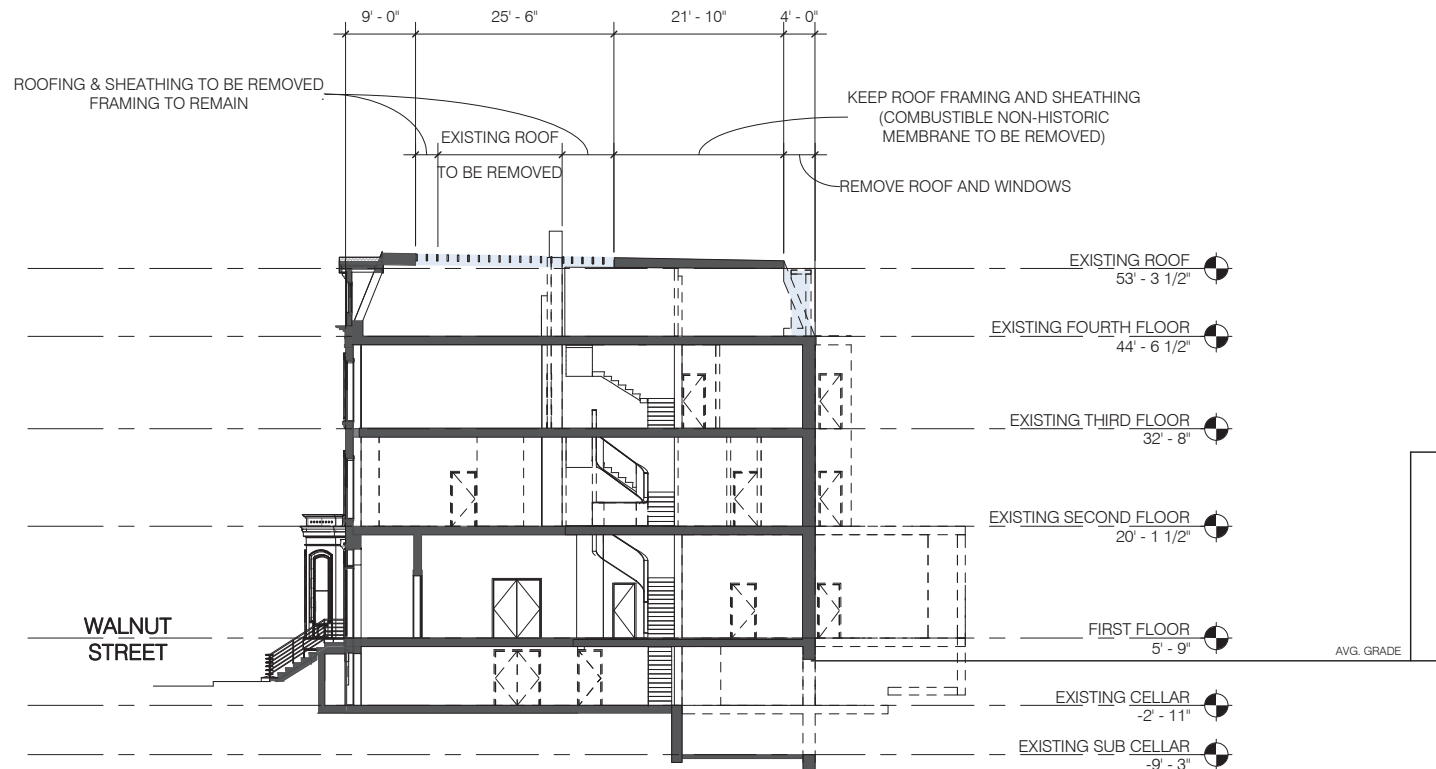 9' - 0" 25' - 6" 21' - 10" 4' - 0"
ROOFING & SHEATHING TO BE REMOVED
FRAMING TO REMAIN
KEEP ROOF FRAMING AND SHEATHING
(COMBUSTIBLE NON-HISTORIC
MEMBRANE TO BE REMOVED)
EXISTING ROOF
TO BE REMOVED
REMOVE ROOF AND WINDOWS
EXISTING ROOF
53' - 3 1/2"
EXISTING FOURTH FLOOR
44' - 6 1/2"
EXISTING THIRD FLOOR
32' - 8"
EXISTING SECOND FLOOR
20' - 1 1/2"
WALNUT
STREET
FIRST FLOOR
5' - 9"
AVG. GRADE
EXISTING CELLAR
-2' - 11"
EXISTING SUB CELLAR
-9' - 3"